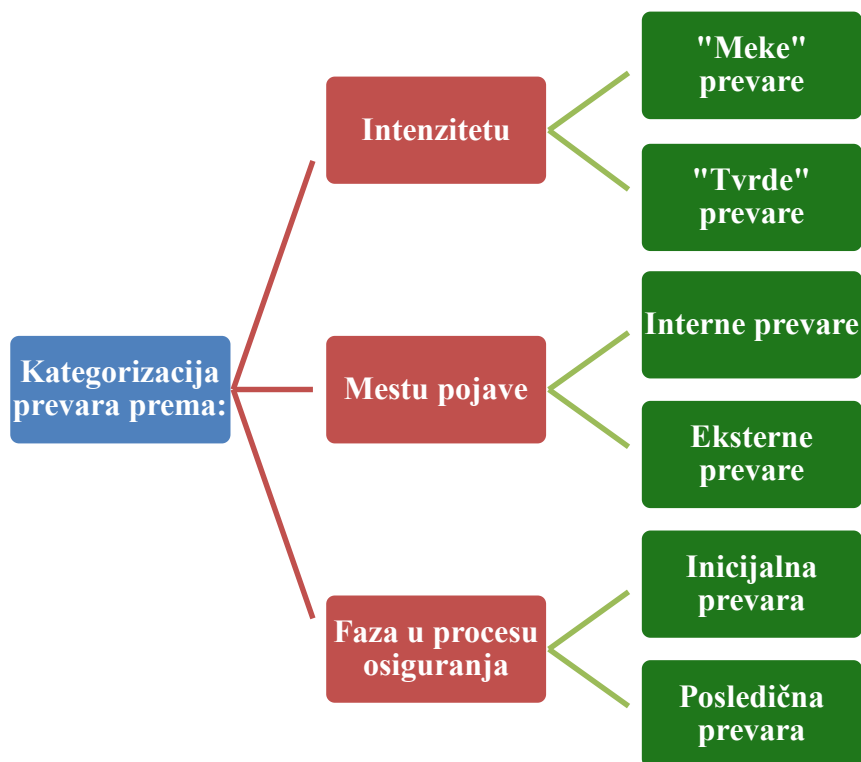 Kategorizacija
prevara prema:
Intenzitetu
"Meke"
prevare
"Tvrde"
prevare
Mestu pojave
Interne prevare
Eksterne
prevare
Faza u procesu
osiguranja
Inicijalna
prevara
Posledična
prevara